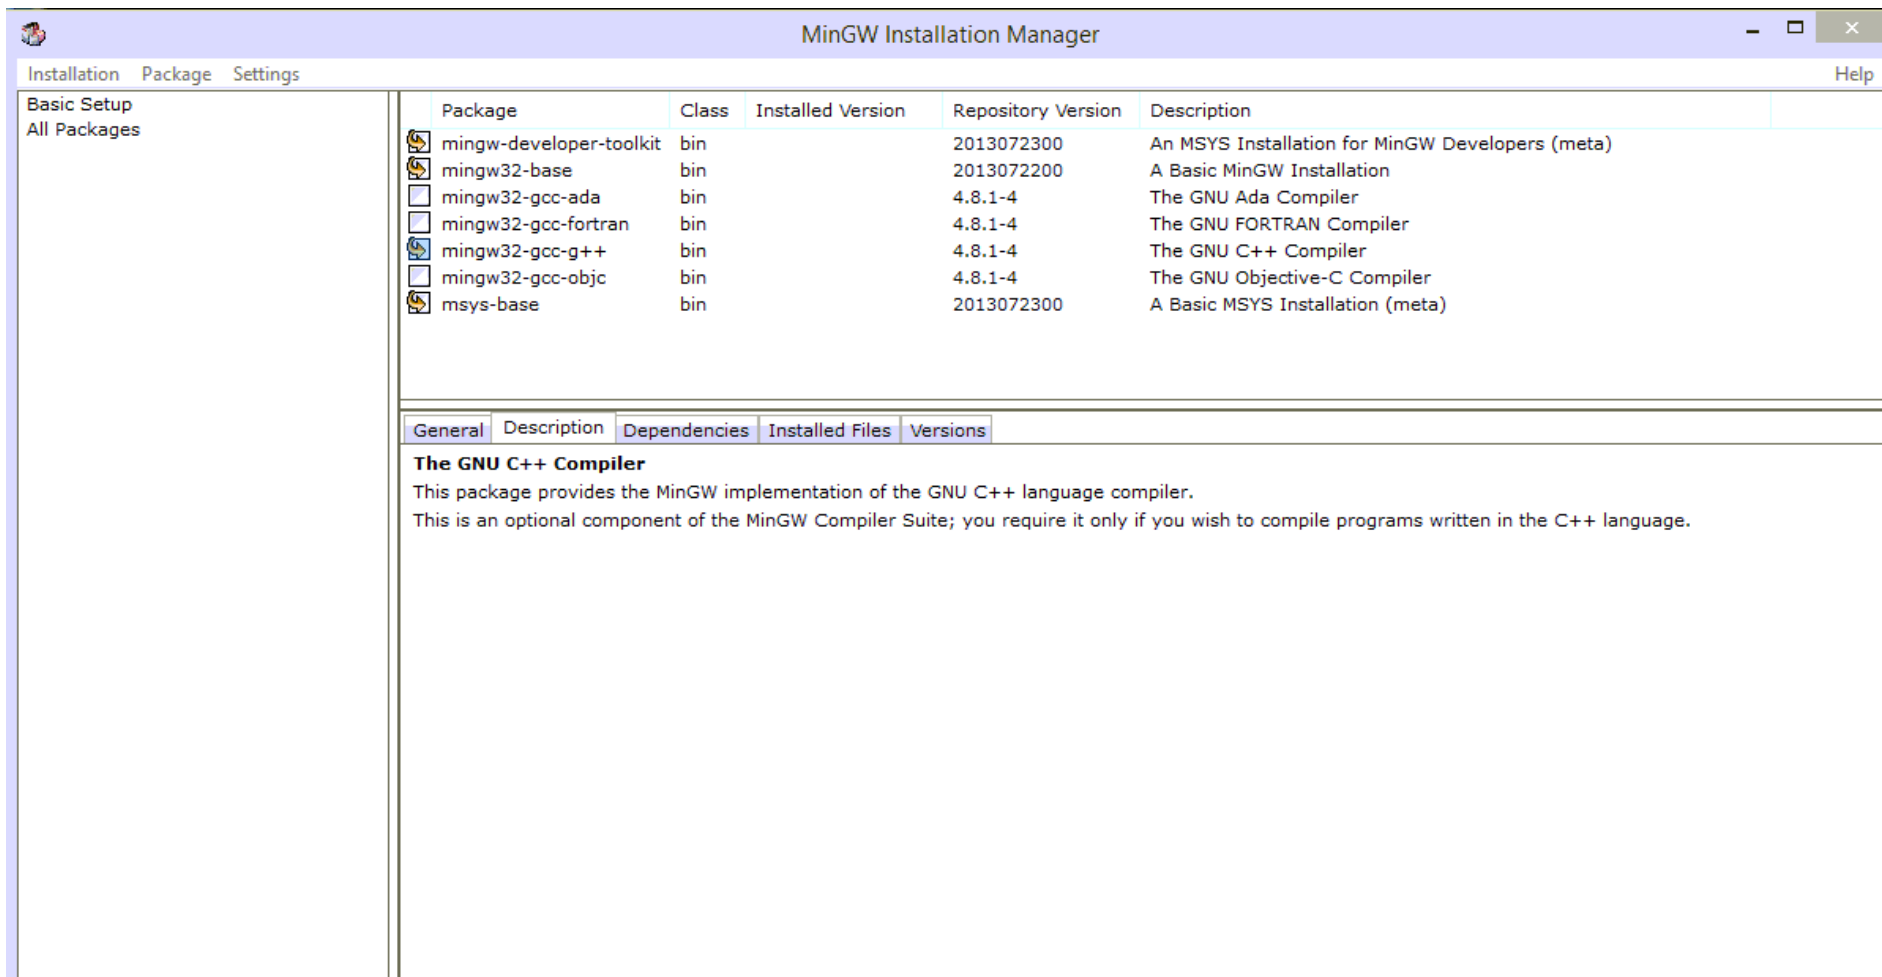 MinGW Installation Manager
Installation Package Settings Help
Basic Setup
All Packages
Package Class Installed Version Repository Version Description
mingw-developer-toolkit bin 2013072300 An MSYS Installation for MinGW Developers (meta)
mingw32-base bin 2013072200 A Basic MinGW Installation
mingw32-gcc-ada bin 4.8.1-4 The GNU Ada Compiler
mingw32-gcc-fortran bin 4.8.1-4 The GNU FORTRAN Compiler
mingw32-gcc-g++ bin 4.8.1-4 The GNU C++ Compiler
mingw32-gcc-objc bin 4.8.1-4 The GNU Objective-C Compiler
msys-base bin 2013072300 A Basic MSYS Installation (meta)
General Description Dependencies Installed Files Versions
The GNU C++ Compiler
This package provides the MinGW implementation of the GNU C++ language compiler.
This is an optional component of the MinGW Compiler Suite; you require it only if you wish to compile programs written in the C++ language.